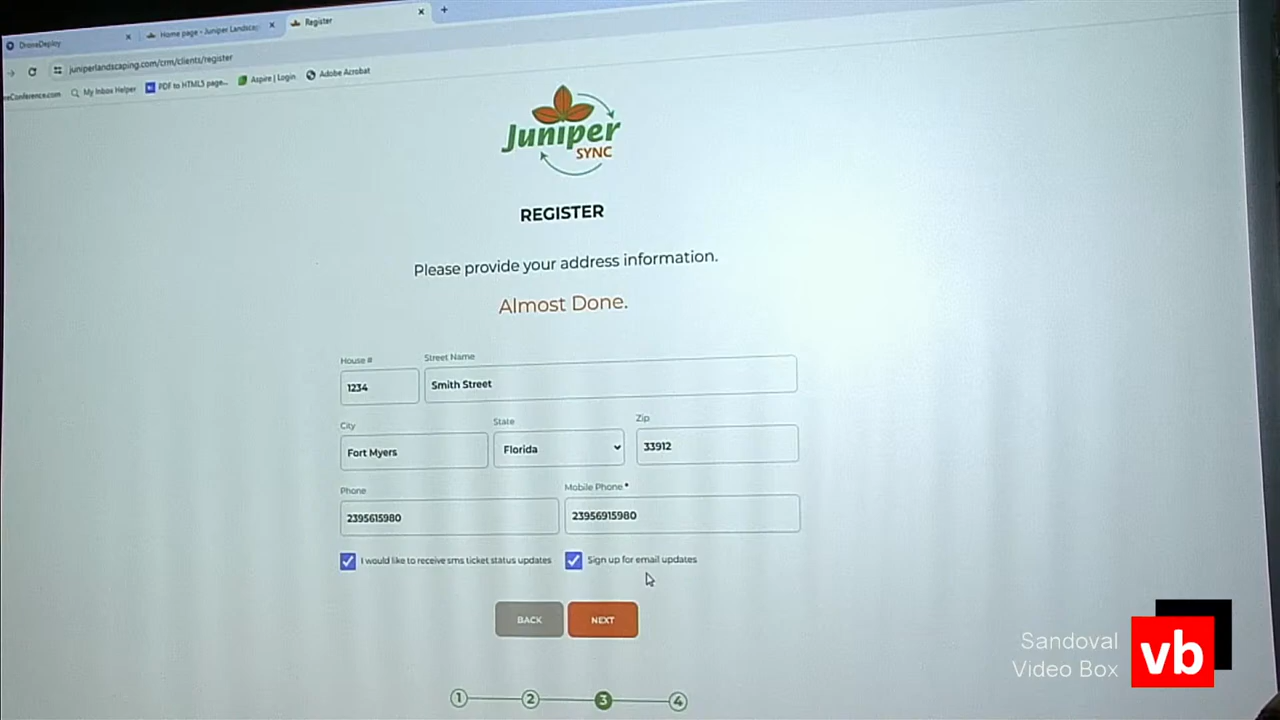 DroneDeploy
Home page - Juniper Landscap
Register
juniperlandscaping.com/crm/clients/register
eeConference.com
My Inbox Helper
PDF to HTML5 page...
Aspire | Login
Adobe Acrobat
Juniper
SYNC
REGISTER
Please provide your address information.
Almost Done.
House #
Street Name
1234
Smith Street
City
State
Zip
Fort Myers
Florida
33912
Phone
Mobile Phone *
2395615980
23956915980
I would like to receive sms ticket status updates
Sign up for email updates
BACK
NEXT
1
2
3
4
Sandoval
Video Box
vb